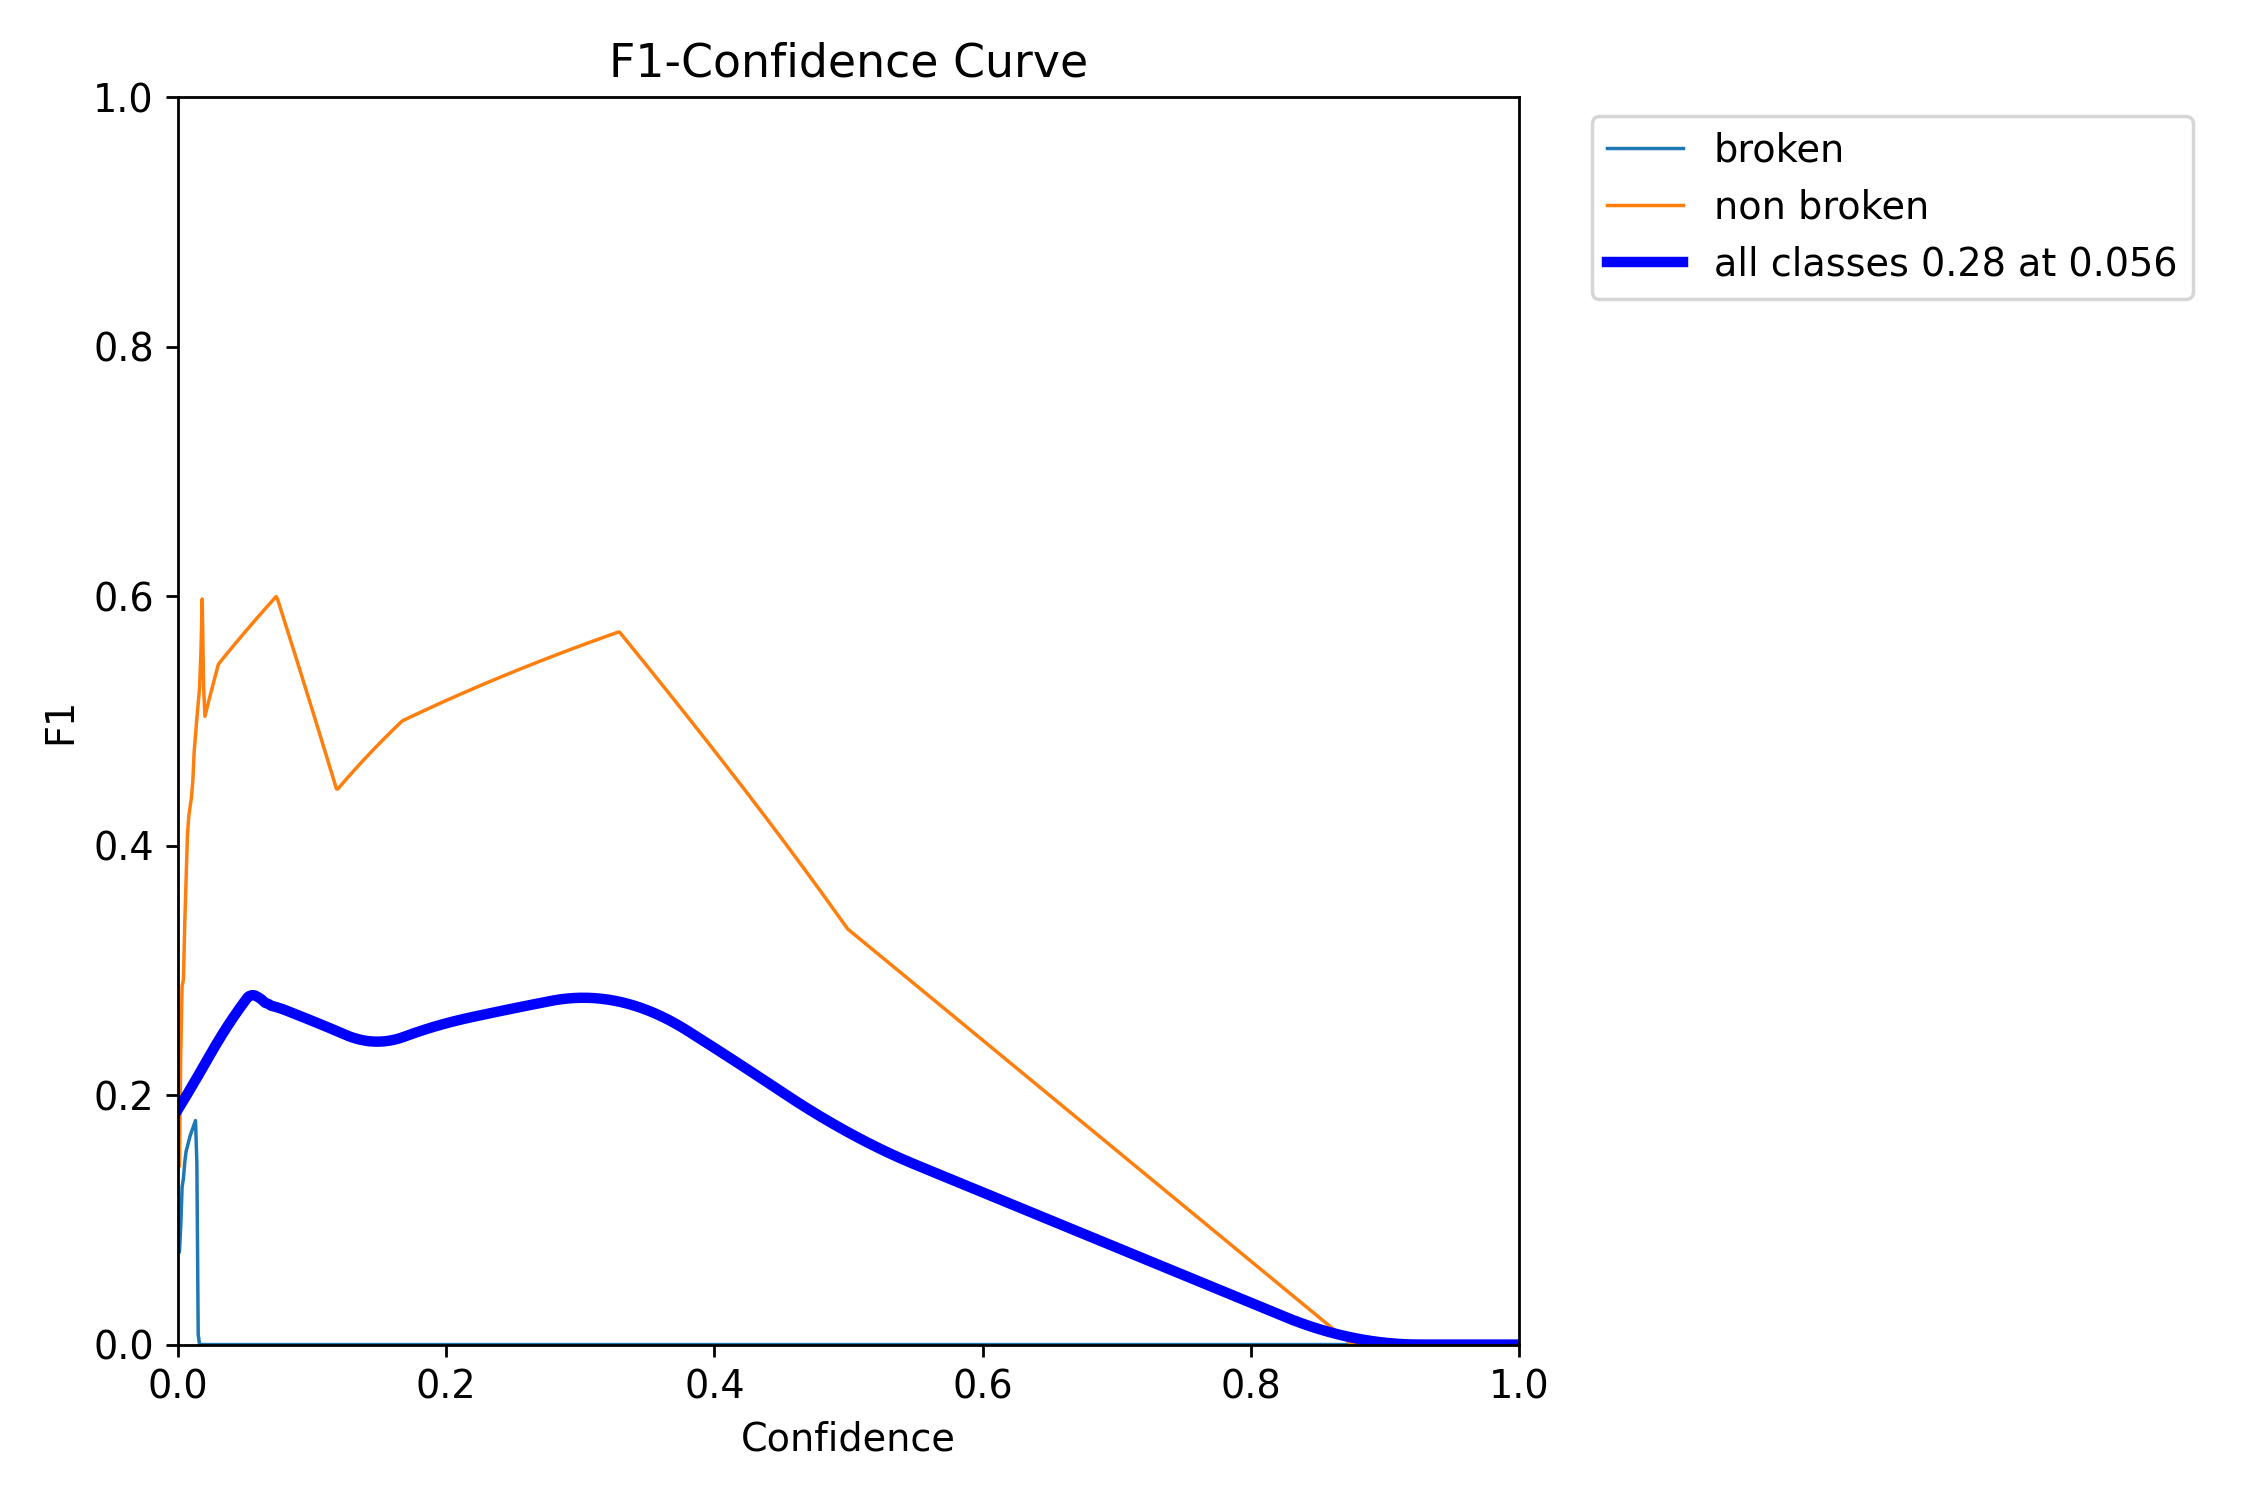 F1-Confidence Curve
1.0
0.8
0.6
0.4
0.2
0.0
F1
0.0 0.2 0.4 0.6 0.8 1.0
Confidence
broken
non broken
all classes 0.28 at 0.056